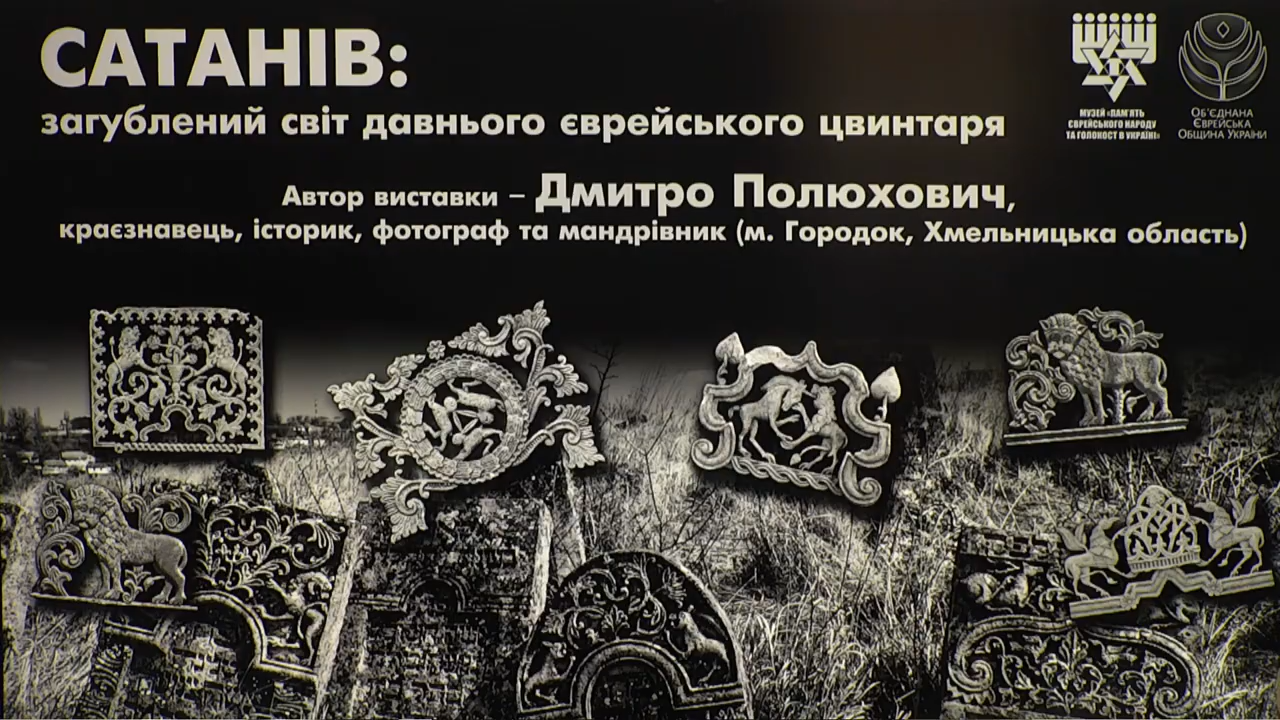 САТАНІВ:
загублений світ давнього єврейського цвинтаря
МУЗЕЙ «ПАМ'ЯТЬ
ЄВРЕЙСЬКОГО НАРОДУ
ТА ГОЛОКОСТ В УКРАЇНІ»
ОБ'ЄДНАНА
ЄВРЕЙСЬКА
ОБЩИНА УКРАЇНИ
Автор виставки – Дмитро Полюхович,
краєзнавець, історик, фотограф та мандрівник (м. Городок, Хмельницька область)